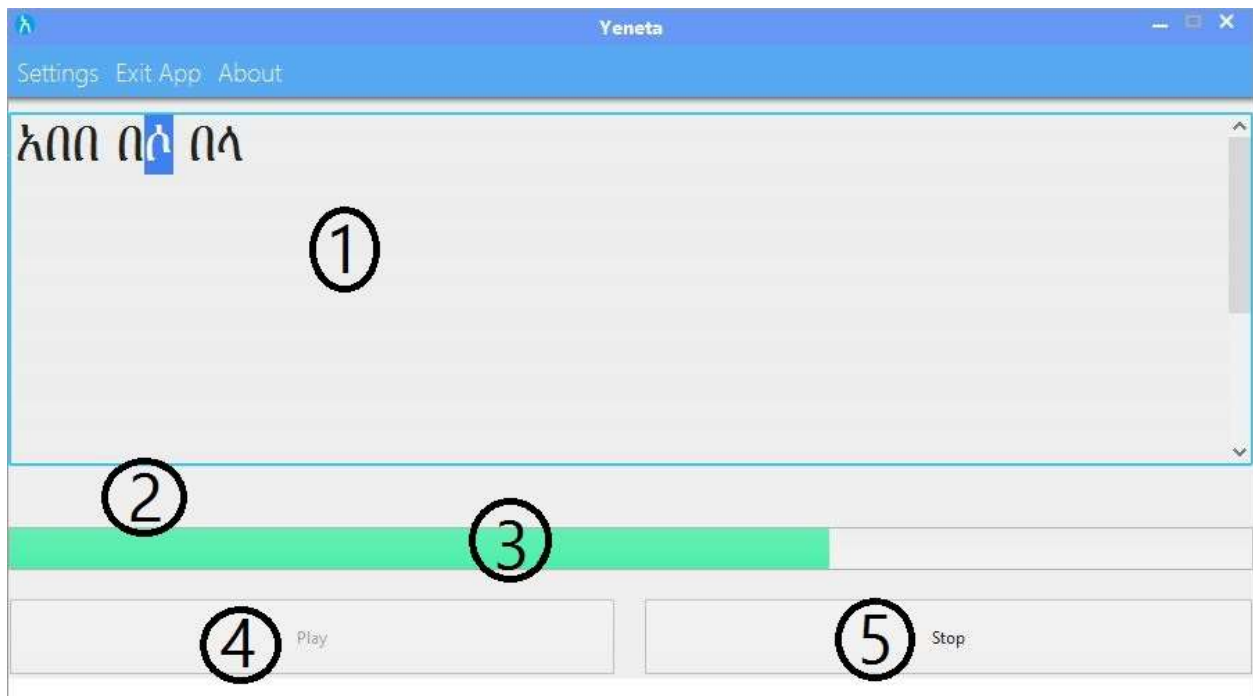 አ
Yeneta
Settings Exit App About
አበበ በሶ በላ
1
2
3
4 Play
5 Stop